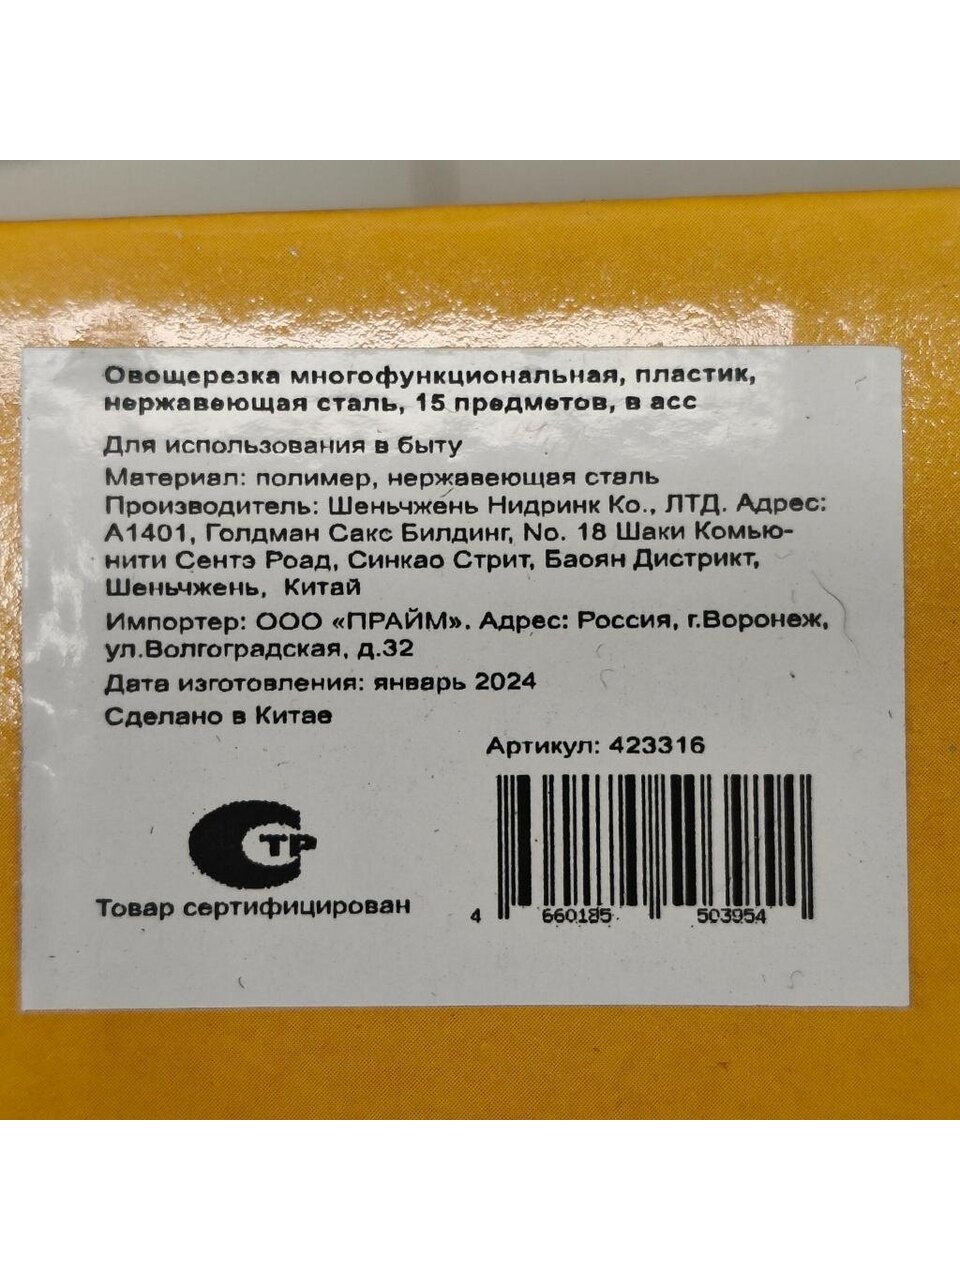 Овощерезка многофункциональная, пластик,
нержавеющая сталь, 15 предметов, в асс
Для использования в быту
Материал: полимер, нержавеющая сталь
Производитель: Шеньчжень Нидринк Ко., ЛТД. Адрес:
А1401, Голдман Сакс Билдинг, No. 18 Шаки Комью-
нити Сентэ Роад, Синкао Стрит, Баоян Дистрикт,
Шеньчжень, Китай
Импортер: ООО «ПРАЙМ». Адрес: Россия, г.Воронеж,
ул.Волгоградская, д.32
Дата изготовления: январь 2024
Сделано в Китае
Артикул: 423316
ТР
Товар сертифицирован
4 660185 503954